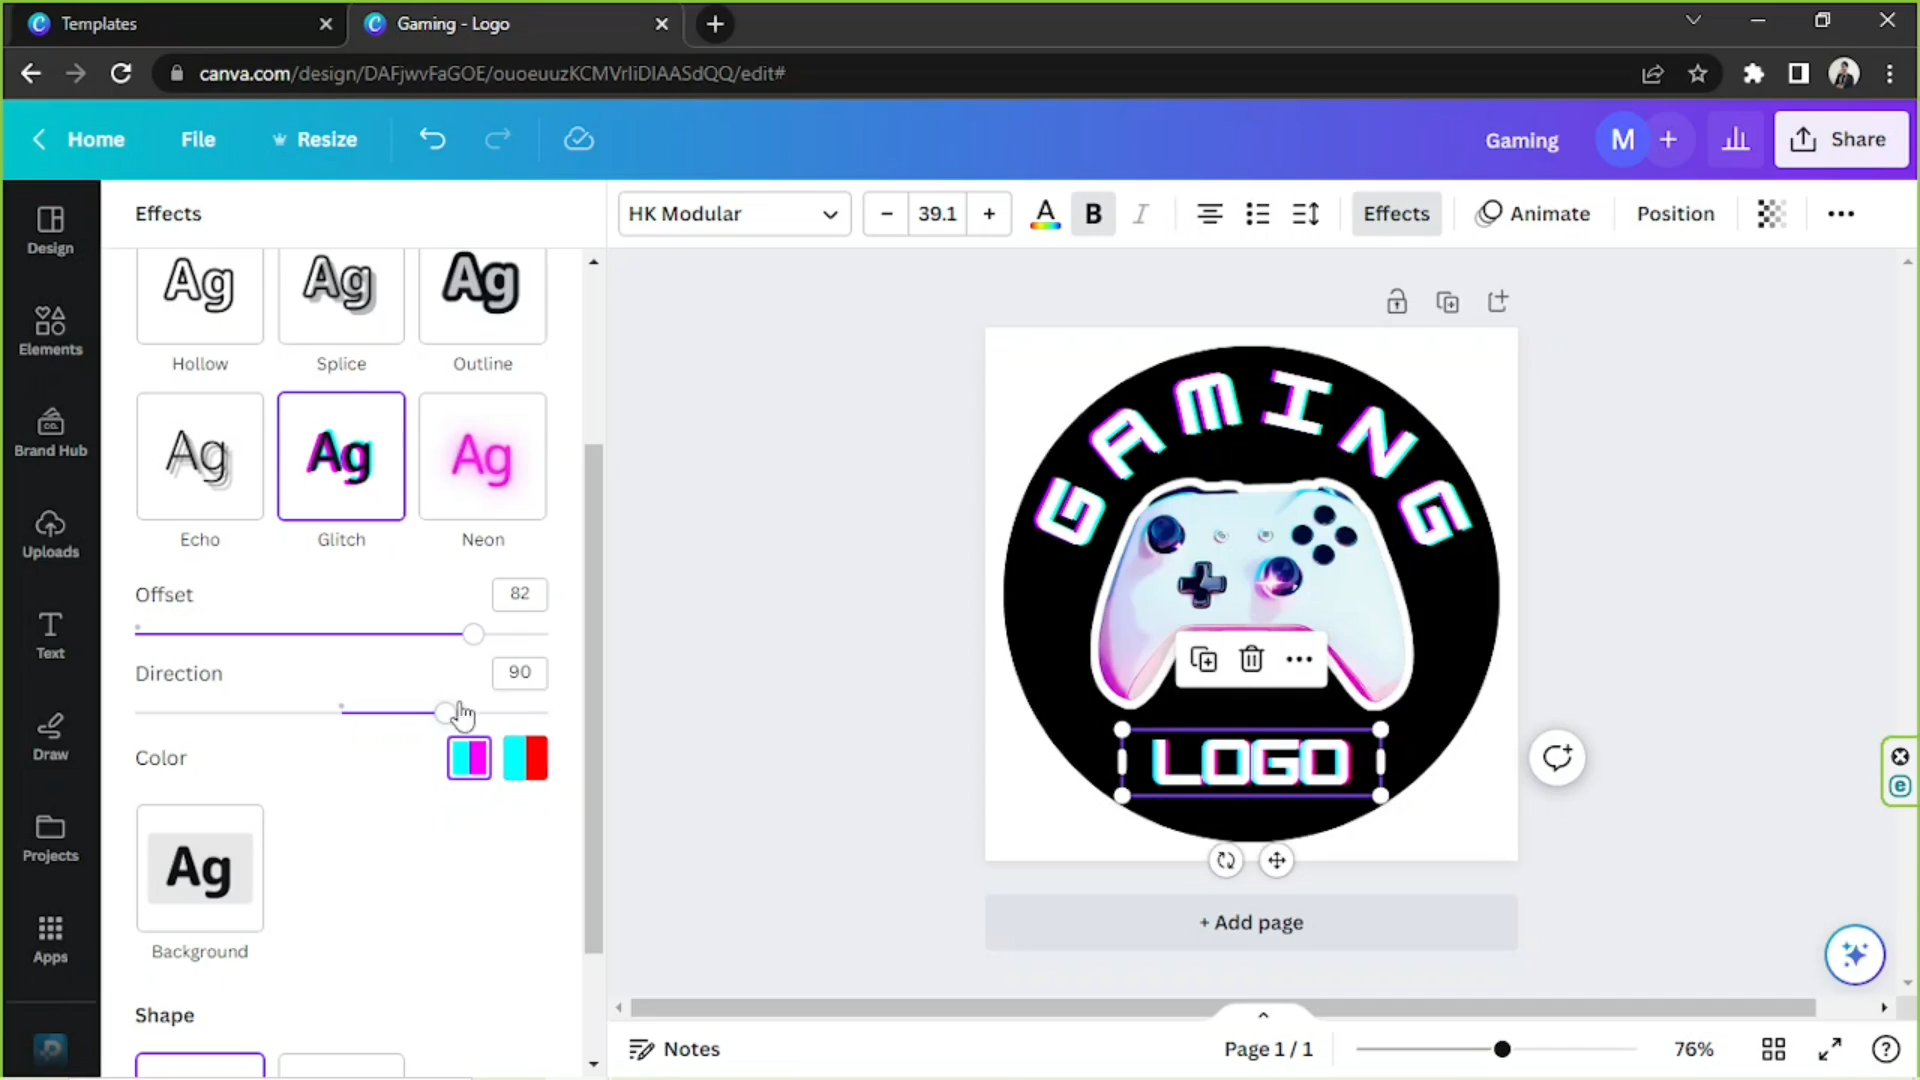 Templates
Gaming - Logo
canva.com/design/DAFjwvFaGOE/ouoeuuzKCMVrIiDIAASdQQ/edit#
Home
File
Resize
Gaming
M
Share
Effects
HK Modular
39.1
A
B
I
Effects
Animate
Position
Design
Elements
Brand Hub
CO.
Uploads
Text
Draw
Projects
Apps
Ag
Ag
Ag
Hollow
Splice
Outline
Ag
Ag
Ag
Echo
Glitch
Neon
Offset
82
Direction
90
Color
Ag
Background
Shape
GAMING
LOGO
+ Add page
Notes
Page 1 / 1
76%